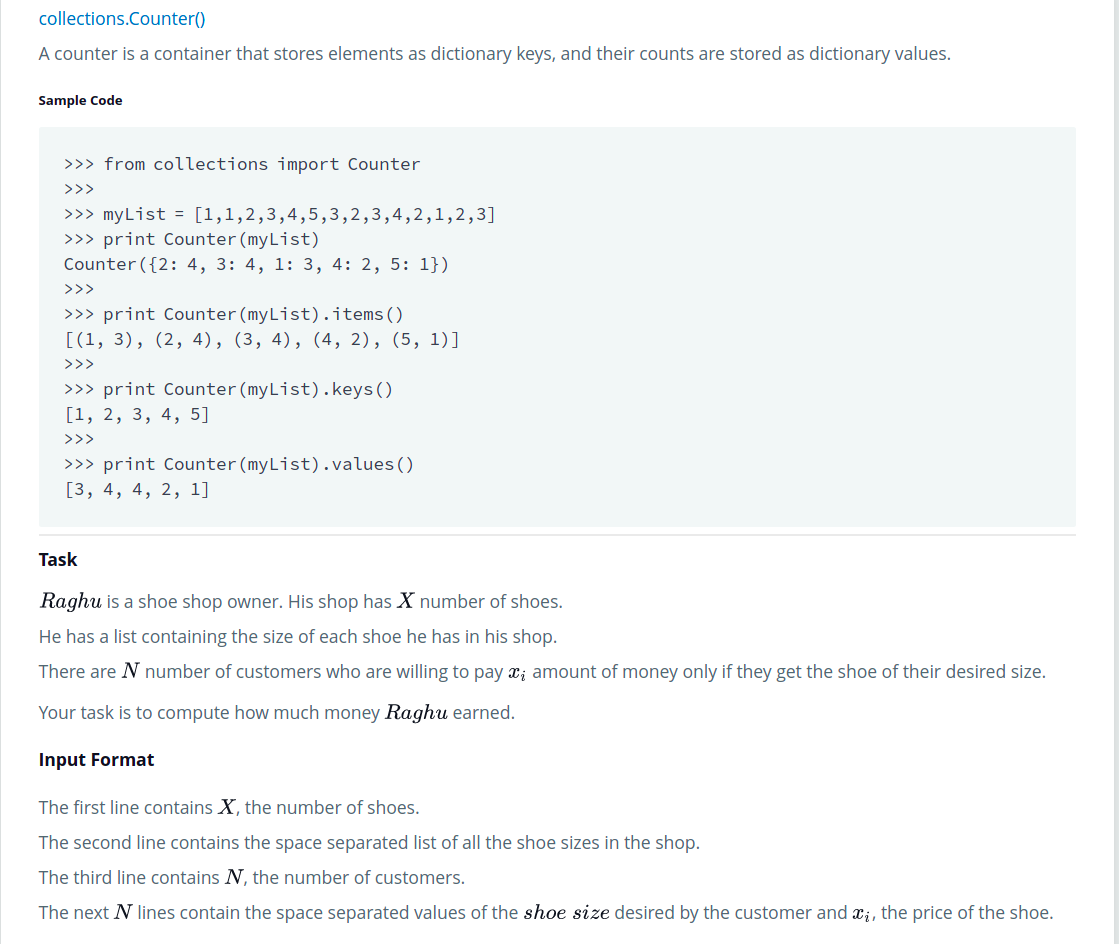 collections.Counter()
A counter is a container that stores elements as dictionary keys, and their counts are stored as dictionary values.
Sample Code
>>> from collections import Counter
>>>
>>> myList = [1,1,2,3,4,5,3,2,3,4,2,1,2,3]
>>> print Counter(myList)
Counter({2: 4, 3: 4, 1: 3, 4: 2, 5: 1})
>>>
>>> print Counter(myList).items()
[(1, 3), (2, 4), (3, 4), (4, 2), (5, 1)]
>>>
>>> print Counter(myList).keys()
[1, 2, 3, 4, 5]
>>>
>>> print Counter(myList).values()
[3, 4, 4, 2, 1]
Task
Raghu is a shoe shop owner. His shop has X number of shoes.
He has a list containing the size of each shoe he has in his shop.
There are N number of customers who are willing to pay xᵢ amount of money only if they get the shoe of their desired size.
Your task is to compute how much money Raghu earned.
Input Format
The first line contains X, the number of shoes.
The second line contains the space separated list of all the shoe sizes in the shop.
The third line contains N, the number of customers.
The next N lines contain the space separated values of the shoe size desired by the customer and xᵢ, the price of the shoe.